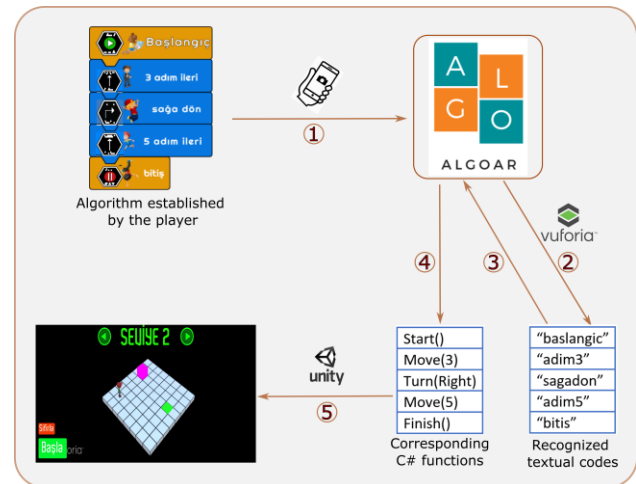 Başlangıç
3 adım ileri
sağa dön
5 adım ileri
bitiş
Algorithm established
by the player
①
A
L
G
O
ALGOAR
vuforia™
②
③
④
Start()
Move(3)
Turn(Right)
Move(5)
Finish()
Corresponding
C# functions
"baslangic"
"adim3"
"sagadon"
"adim5"
"bitis"
Recognized
textual codes
unity
⑤
SEVİYE 2
Sıfırla
Başla
oria